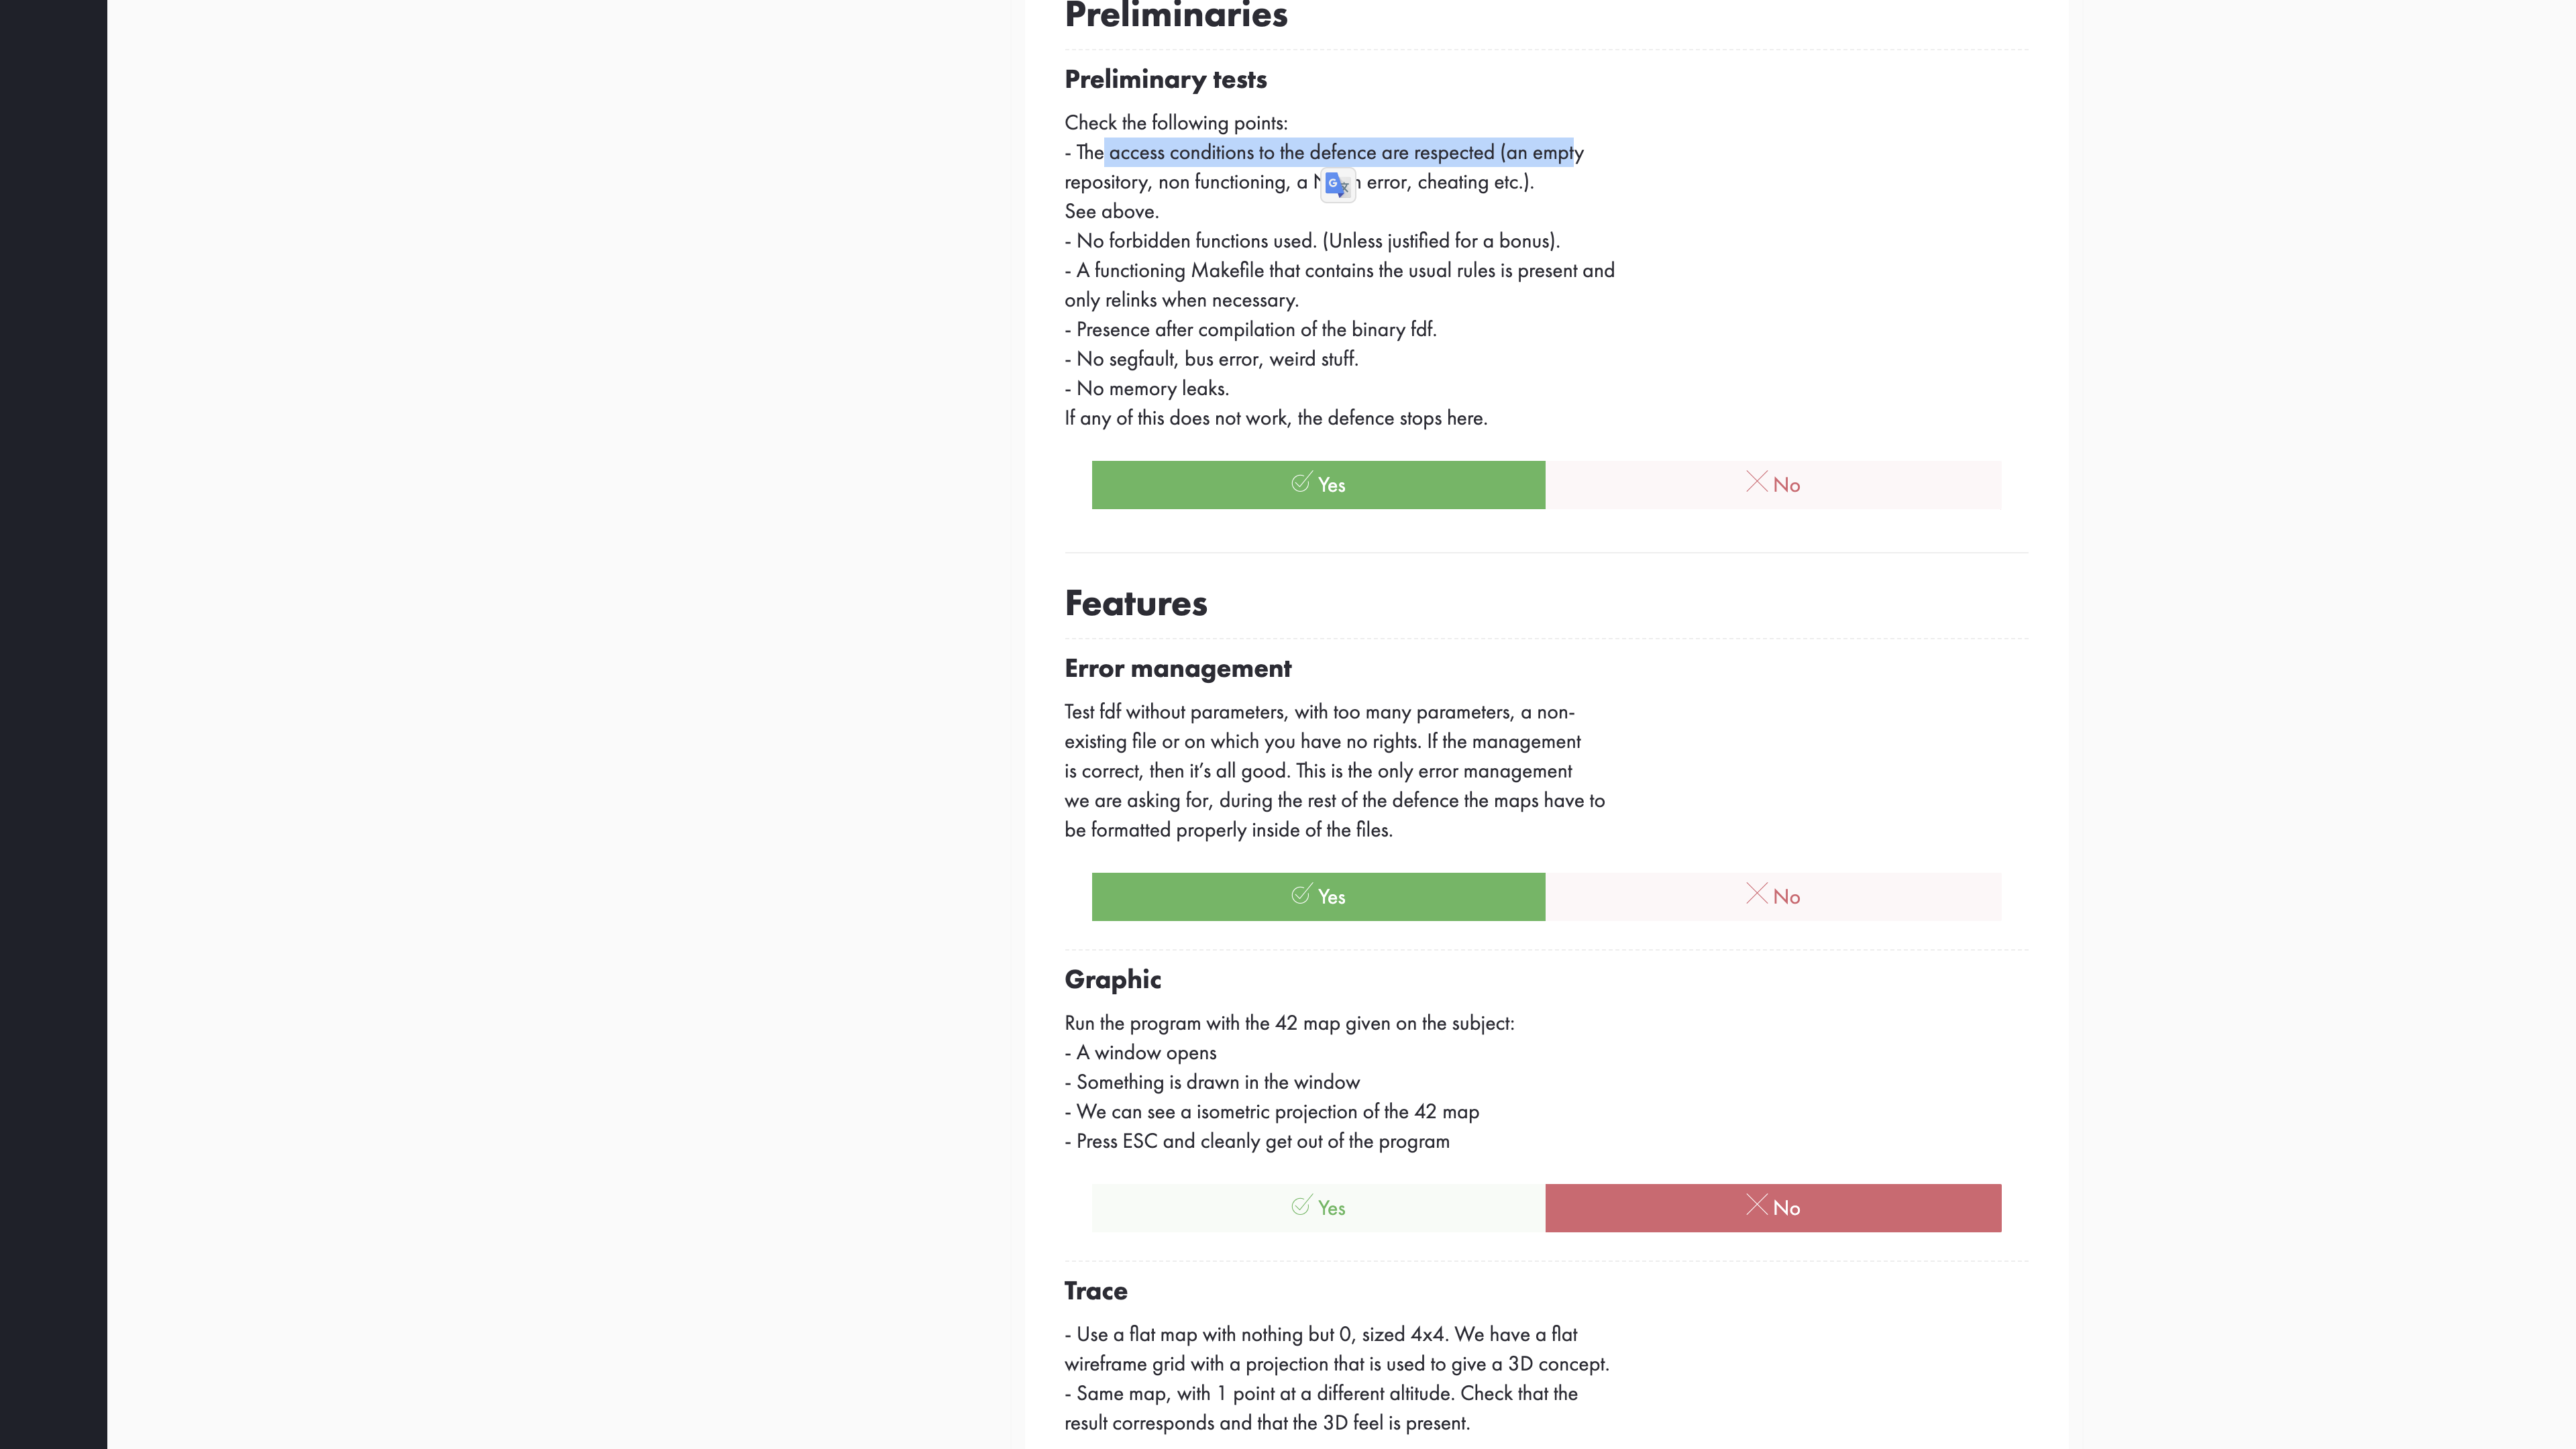 Preliminaries
Preliminary tests
Check the following points:
- The access conditions to the defence are respected (an empty
repository, non functioning, a error, cheating etc.).
See above.
- No forbidden functions used. (Unless justified for a bonus).
- A functioning Makefile that contains the usual rules is present and
only relinks when necessary.
- Presence after compilation of the binary fdf.
- No segfault, bus error, weird stuff.
- No memory leaks.
If any of this does not work, the defence stops here.
Yes No
Features
Error management
Test fdf without parameters, with too many parameters, a non-
existing file or on which you have no rights. If the management
is correct, then it’s all good. This is the only error management
we are asking for, during the rest of the defence the maps have to
be formatted properly inside of the files.
Yes No
Graphic
Run the program with the 42 map given on the subject:
- A window opens
- Something is drawn in the window
- We can see a isometric projection of the 42 map
- Press ESC and cleanly get out of the program
Yes No
Trace
- Use a flat map with nothing but 0, sized 4x4. We have a flat
wireframe grid with a projection that is used to give a 3D concept.
- Same map, with 1 point at a different altitude. Check that the
result corresponds and that the 3D feel is present.